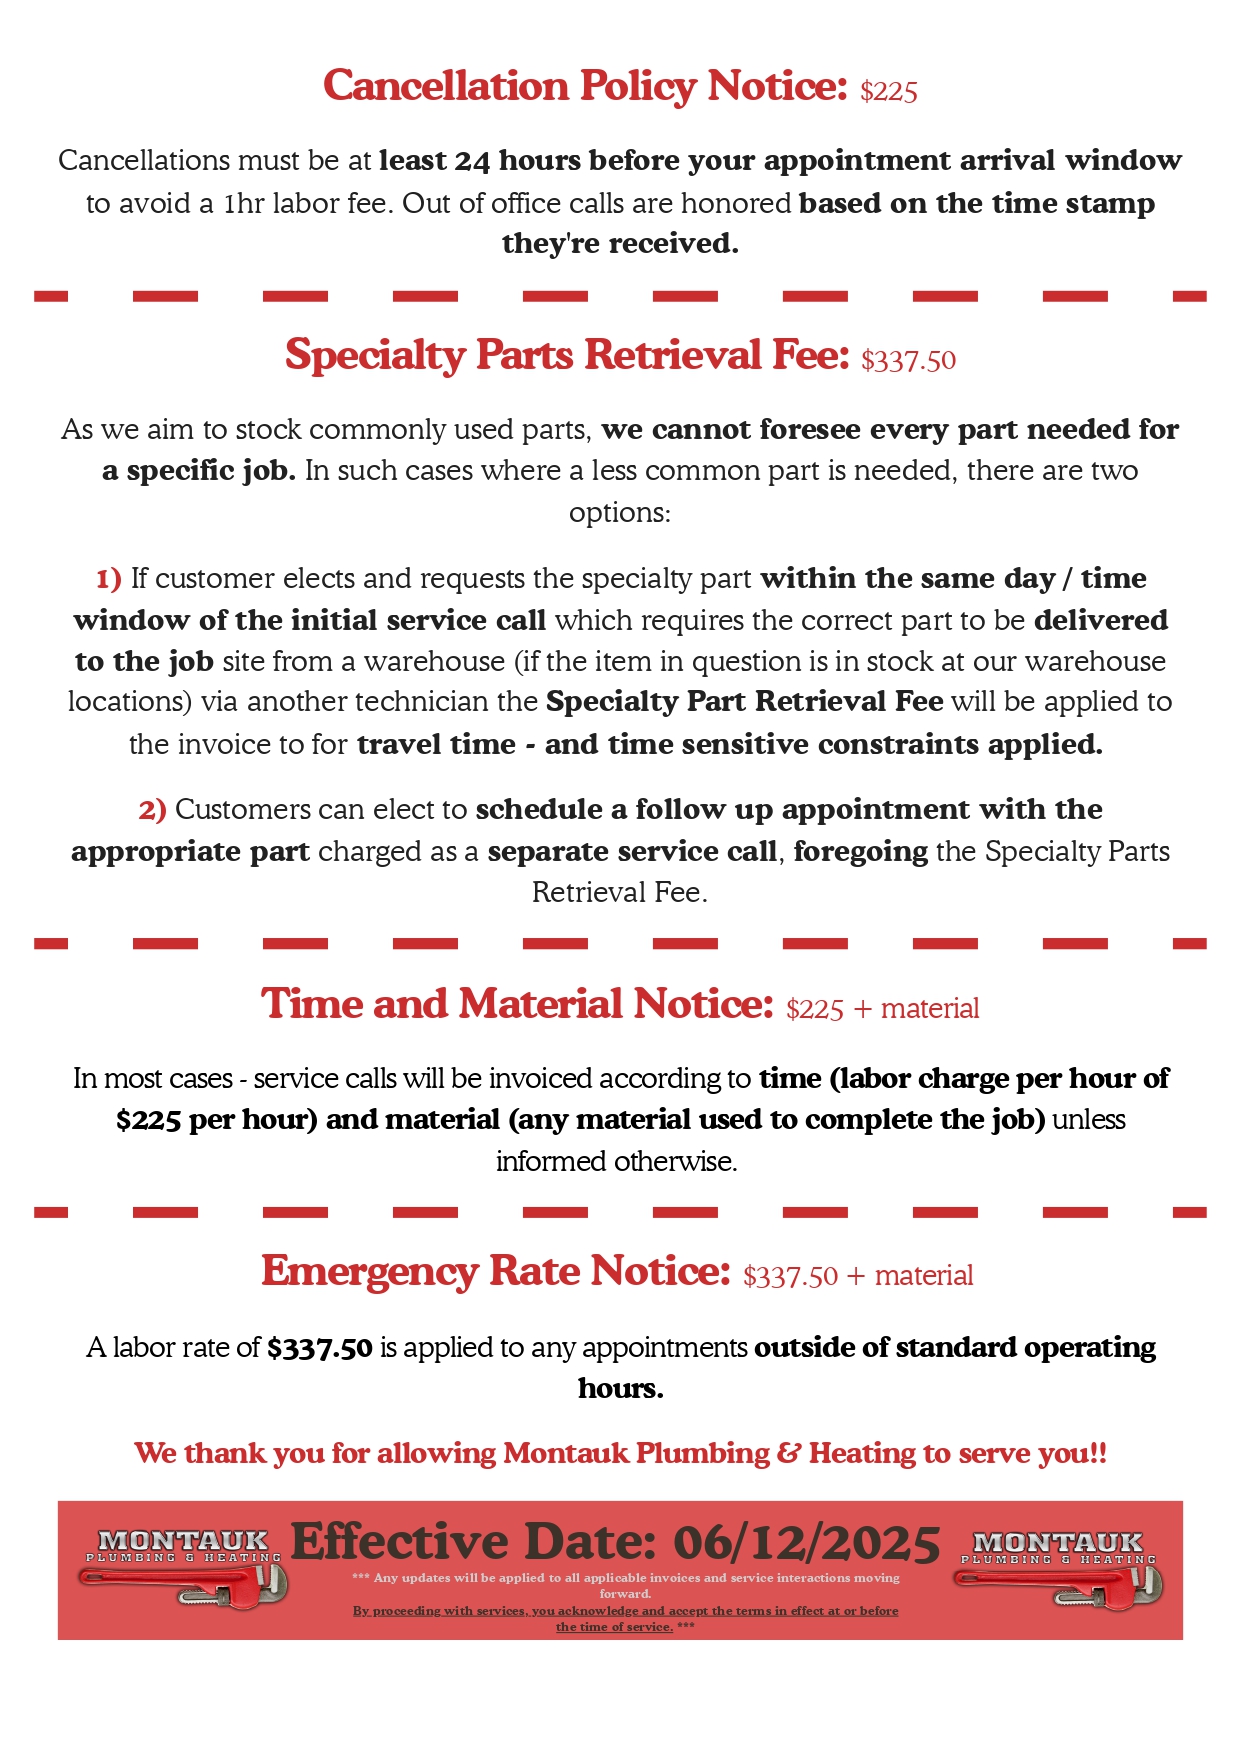 Cancellation Policy Notice: $225
Cancellations must be at least 24 hours before your appointment arrival window
to avoid a 1hr labor fee. Out of office calls are honored based on the time stamp
they're received.
Specialty Parts Retrieval Fee: $337.50
As we aim to stock commonly used parts, we cannot foresee every part needed for
a specific job. In such cases where a less common part is needed, there are two
options:
1) If customer elects and requests the specialty part within the same day / time
window of the initial service call which requires the correct part to be delivered
to the job site from a warehouse (if the item in question is in stock at our warehouse
locations) via another technician the Specialty Part Retrieval Fee will be applied to
the invoice to for travel time - and time sensitive constraints applied.
2) Customers can elect to schedule a follow up appointment with the
appropriate part charged as a separate service call, foregoing the Specialty Parts
Retrieval Fee.
Time and Material Notice: $225 + material
In most cases - service calls will be invoiced according to time (labor charge per hour of
$225 per hour) and material (any material used to complete the job) unless
informed otherwise.
Emergency Rate Notice: $337.50 + material
A labor rate of $337.50 is applied to any appointments outside of standard operating
hours.
We thank you for allowing Montauk Plumbing & Heating to serve you!!
MONTAUK
PLUMBING & HEATING
Effective Date: 06/12/2025
*** Any updates will be applied to all applicable invoices and service interactions moving
forward.
By proceeding with services, you acknowledge and accept the terms in effect at or before
the time of service. ***
MONTAUK
PLUMBING & HEATING